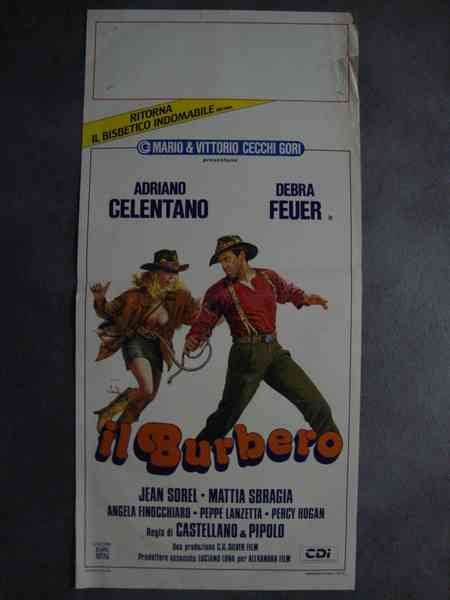 RITORNA
IL BISBETICO INDOMABILE
MARIO & VITTORIO CECCHI GORI
presentano
ADRIANO CELENTANO
DEBRA FEUER in
il Burbero
JEAN SOREL · MATTIA SBRAGIA
ANGELA FINOCCHIARO · PEPPE LANZETTA · PERCY HOGAN
Regia di CASTELLANO & PIPOLO
Una produzione C.G. SILVER FILM
Produttore associato LUCIANO LUNA per ALEXANDRA FILM
CDI